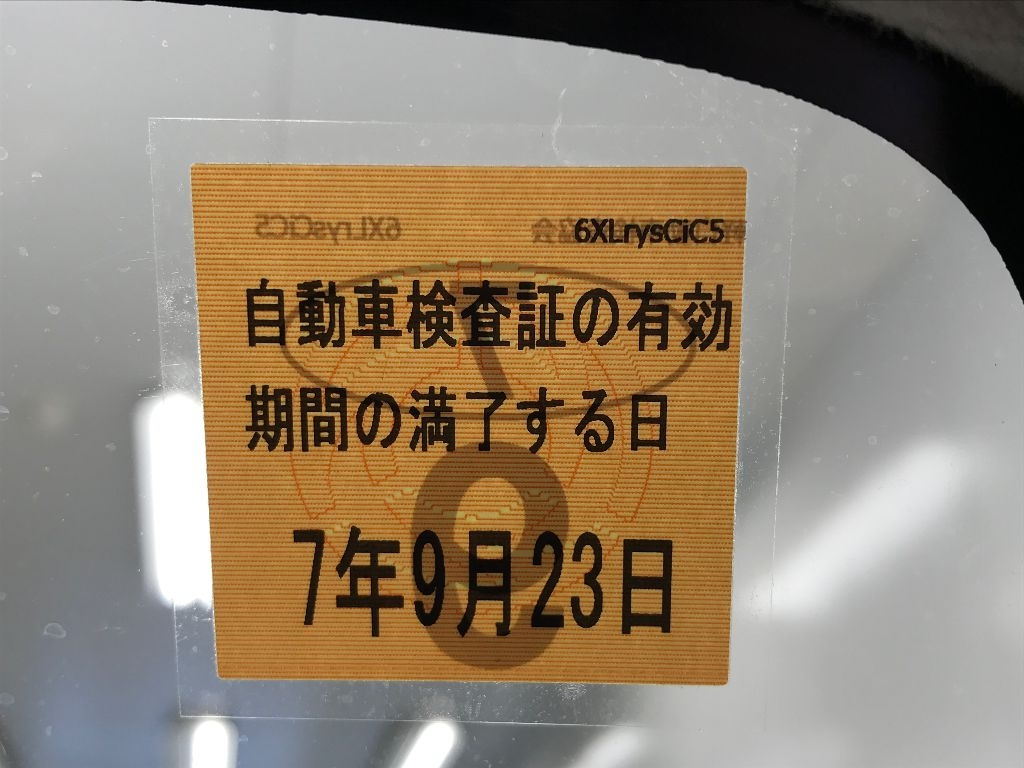 6XLrysCiC5
自動車検査証の有効
期間の満了する日
7年9月23日